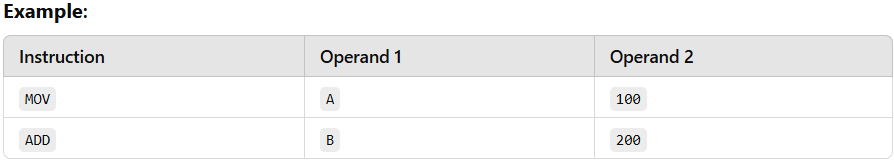 Example:
Instruction Operand 1 Operand 2
MOV A 100
ADD B 200